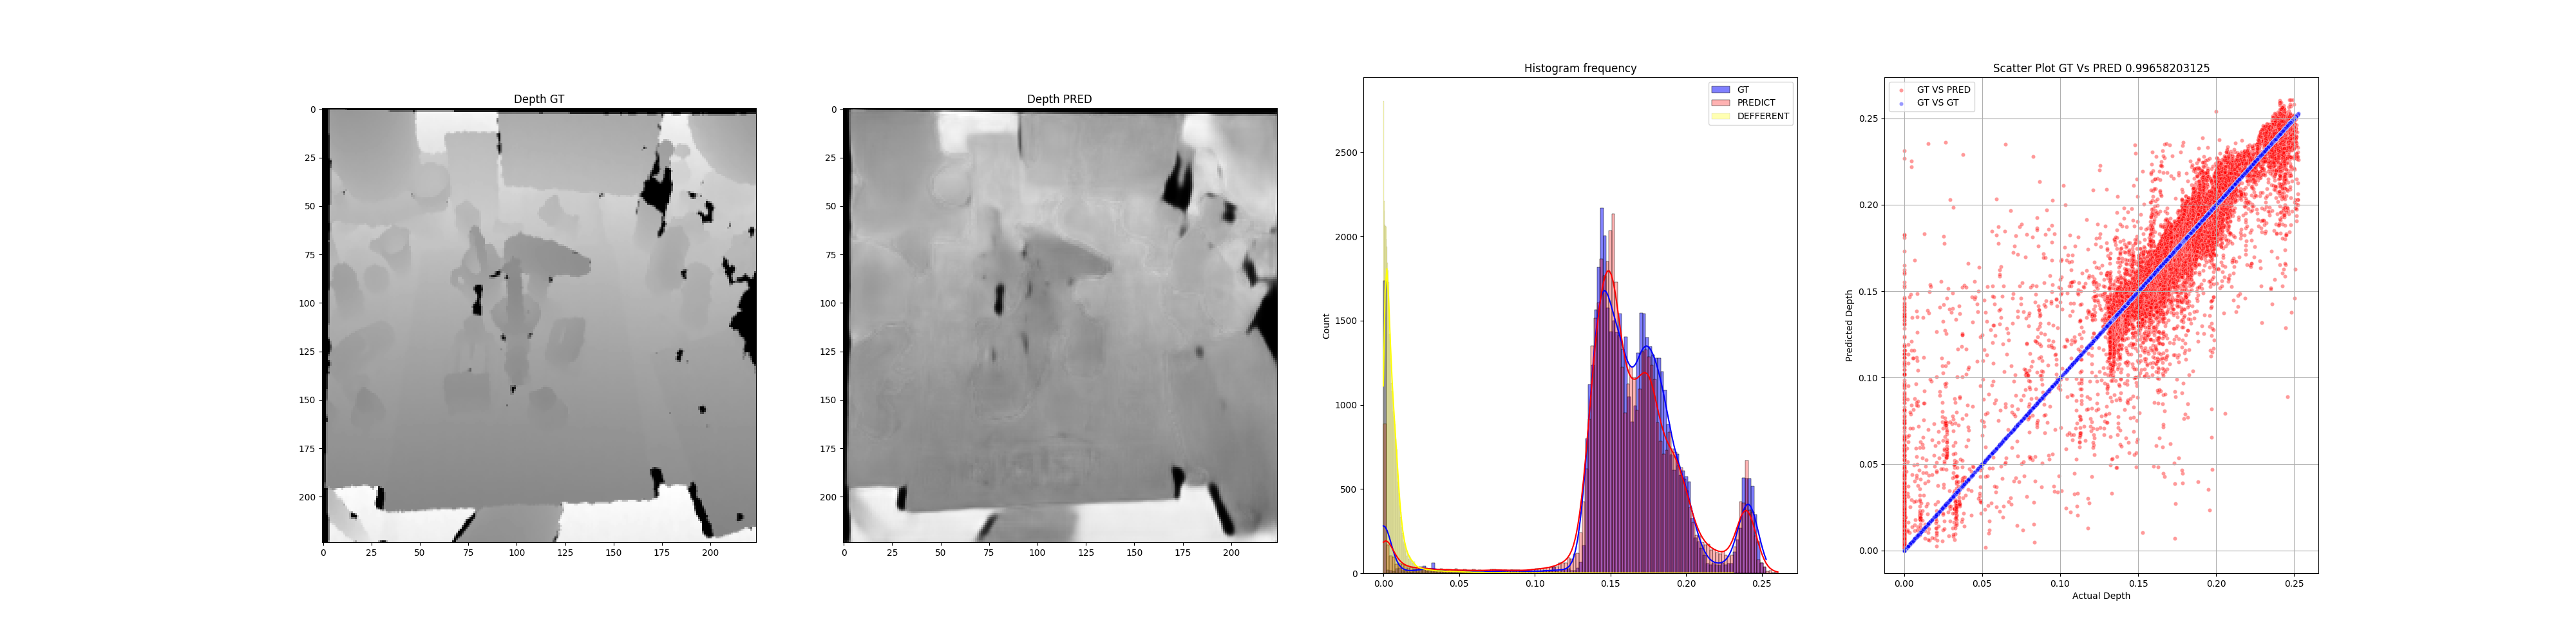 Depth GT
0
25
50
75
100
125
150
175
200
0 25 50 75 100 125 150 175 200
Depth PRED
0
25
50
75
100
125
150
175
200
0 25 50 75 100 125 150 175 200
Histogram frequency
GT
PREDICT
DEFFERENT
Count
2500
2000
1500
1000
500
0
0.00 0.05 0.10 0.15 0.20 0.25
Scatter Plot GT Vs PRED 0.99658203125
GT VS PRED
GT VS GT
Predicted Depth
0.25
0.20
0.15
0.10
0.05
0.00
0.00 0.05 0.10 0.15 0.20 0.25
Actual Depth